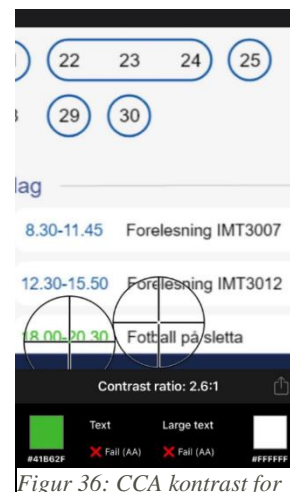 22 23 24 25
29 30
lag
8.30-11.45 Forelesning IMT3007
12.30-15.50 Forelesning IMT3012
18.00-20.30 Fotball på sletta
Contrast ratio: 2.6:1
Text Large text
Fail (AA) Fail (AA)
#41B62F #FFFFFF
Figur 36: CCA kontrast for